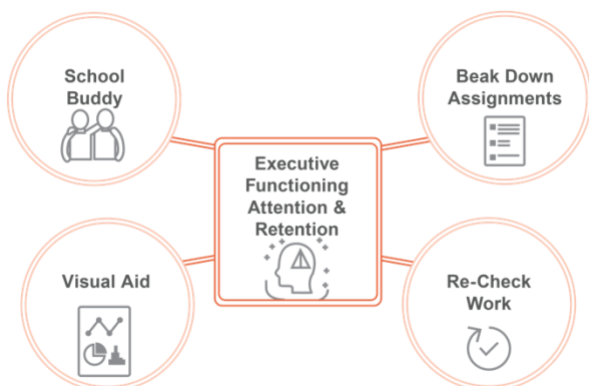 School
Buddy
Beak Down
Assignments
Executive
Functioning
Attention &
Retention
Visual Aid
Re-Check
Work